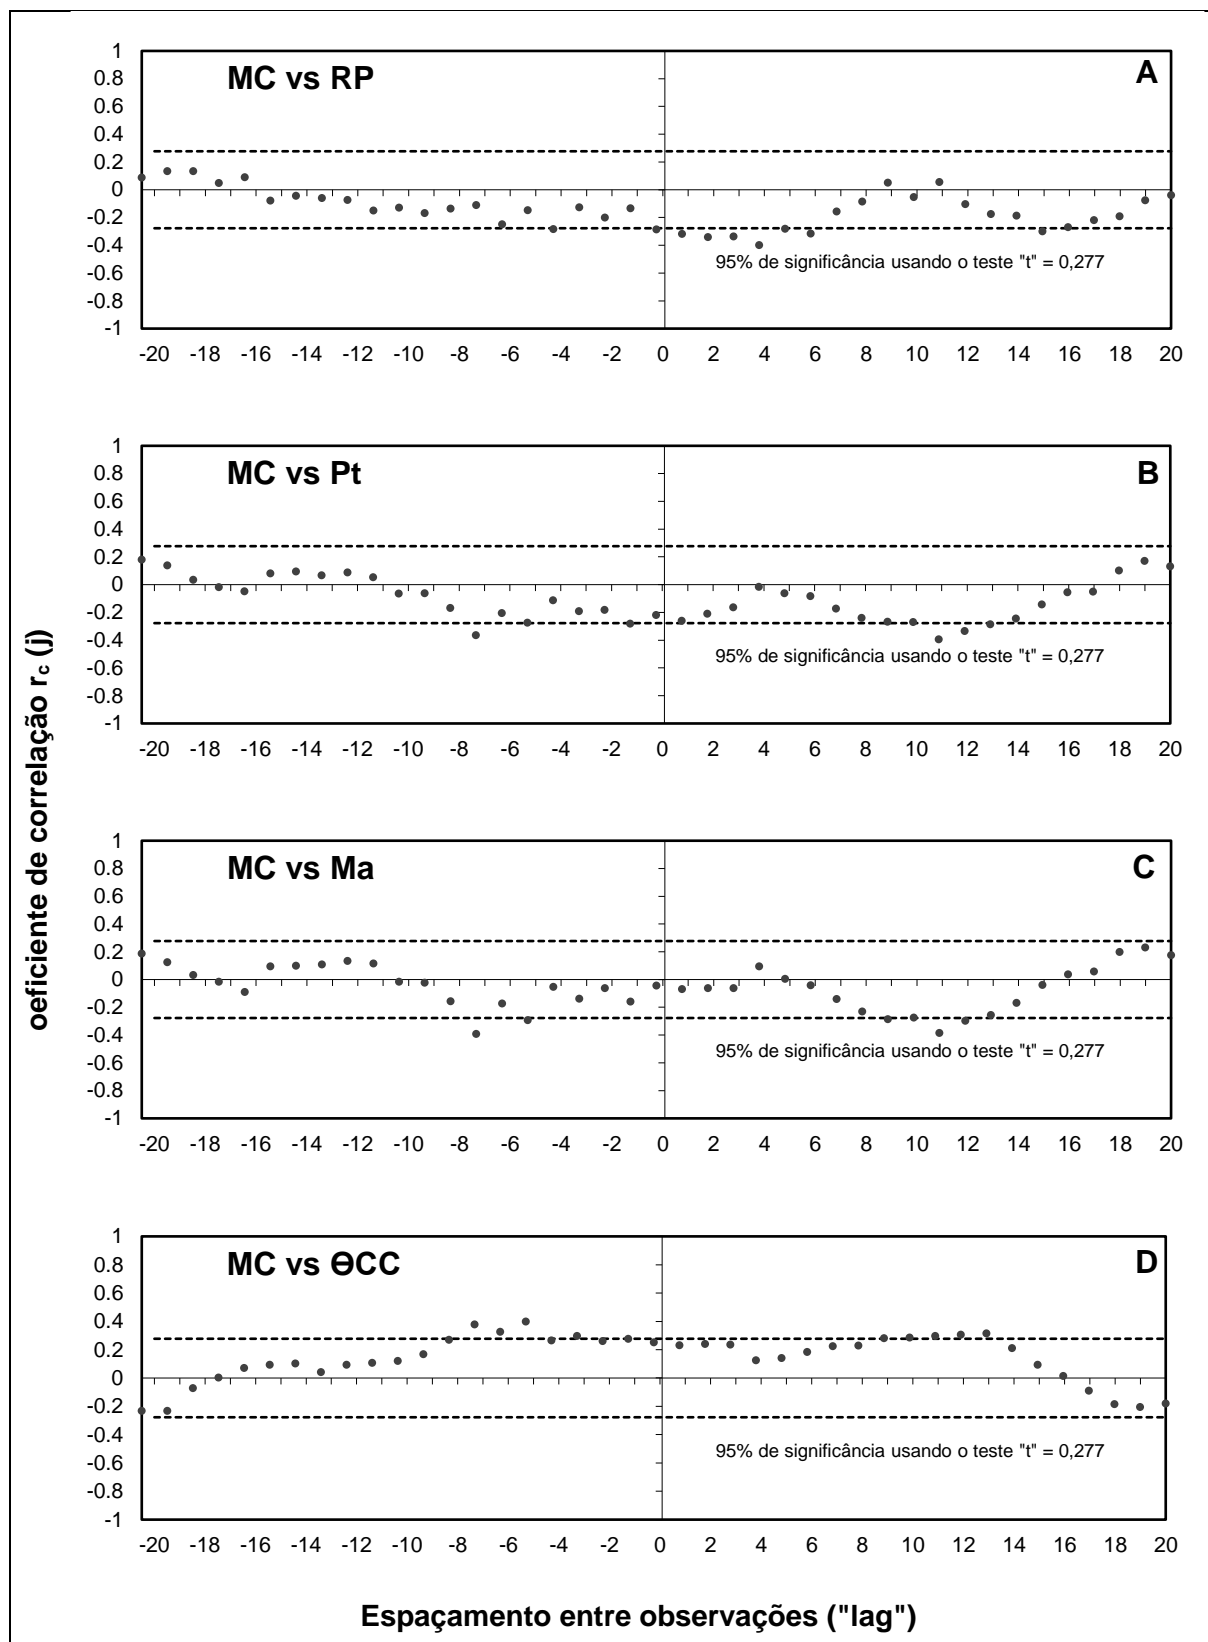 MC vs RP
A
1
0.8
0.6
0.4
0.2
0
-0.2
-0.4
-0.6
-0.8
-1
95% de significância usando o teste "t" = 0,277
-20 -18 -16 -14 -12 -10 -8 -6 -4 -2 0 2 4 6 8 10 12 14 16 18 20
MC vs Pt
B
1
0.8
0.6
0.4
0.2
0
-0.2
-0.4
-0.6
-0.8
-1
95% de significância usando o teste "t" = 0,277
-20 -18 -16 -14 -12 -10 -8 -6 -4 -2 0 2 4 6 8 10 12 14 16 18 20
oeficiente de correlação rc (j)
MC vs Ma
C
1
0.8
0.6
0.4
0.2
0
-0.2
-0.4
-0.6
-0.8
-1
95% de significância usando o teste "t" = 0,277
-20 -18 -16 -14 -12 -10 -8 -6 -4 -2 0 2 4 6 8 10 12 14 16 18 20
MC vs ӨCC
D
1
0.8
0.6
0.4
0.2
0
-0.2
-0.4
-0.6
-0.8
-1
95% de significância usando o teste "t" = 0,277
-20 -18 -16 -14 -12 -10 -8 -6 -4 -2 0 2 4 6 8 10 12 14 16 18 20
Espaçamento entre observações ("lag")